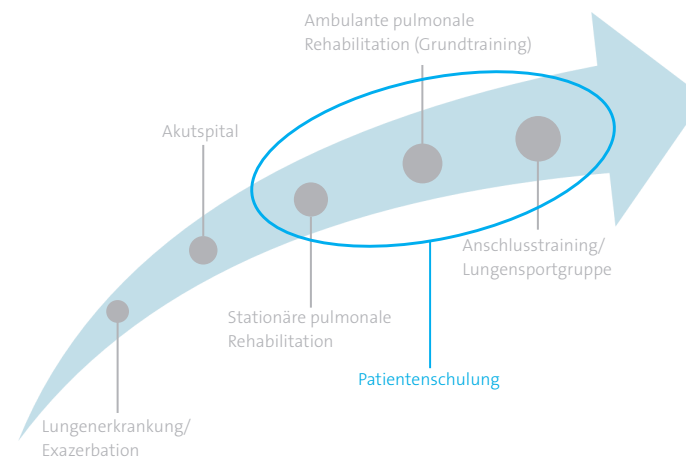 Ambulante pulmonale
Rehabilitation (Grundtraining)
Akutspital
Anschlusstraining/
Lungensportgruppe
Stationäre pulmonale
Rehabilitation
Patientenschulung
Lungenerkrankung/
Exazerbation